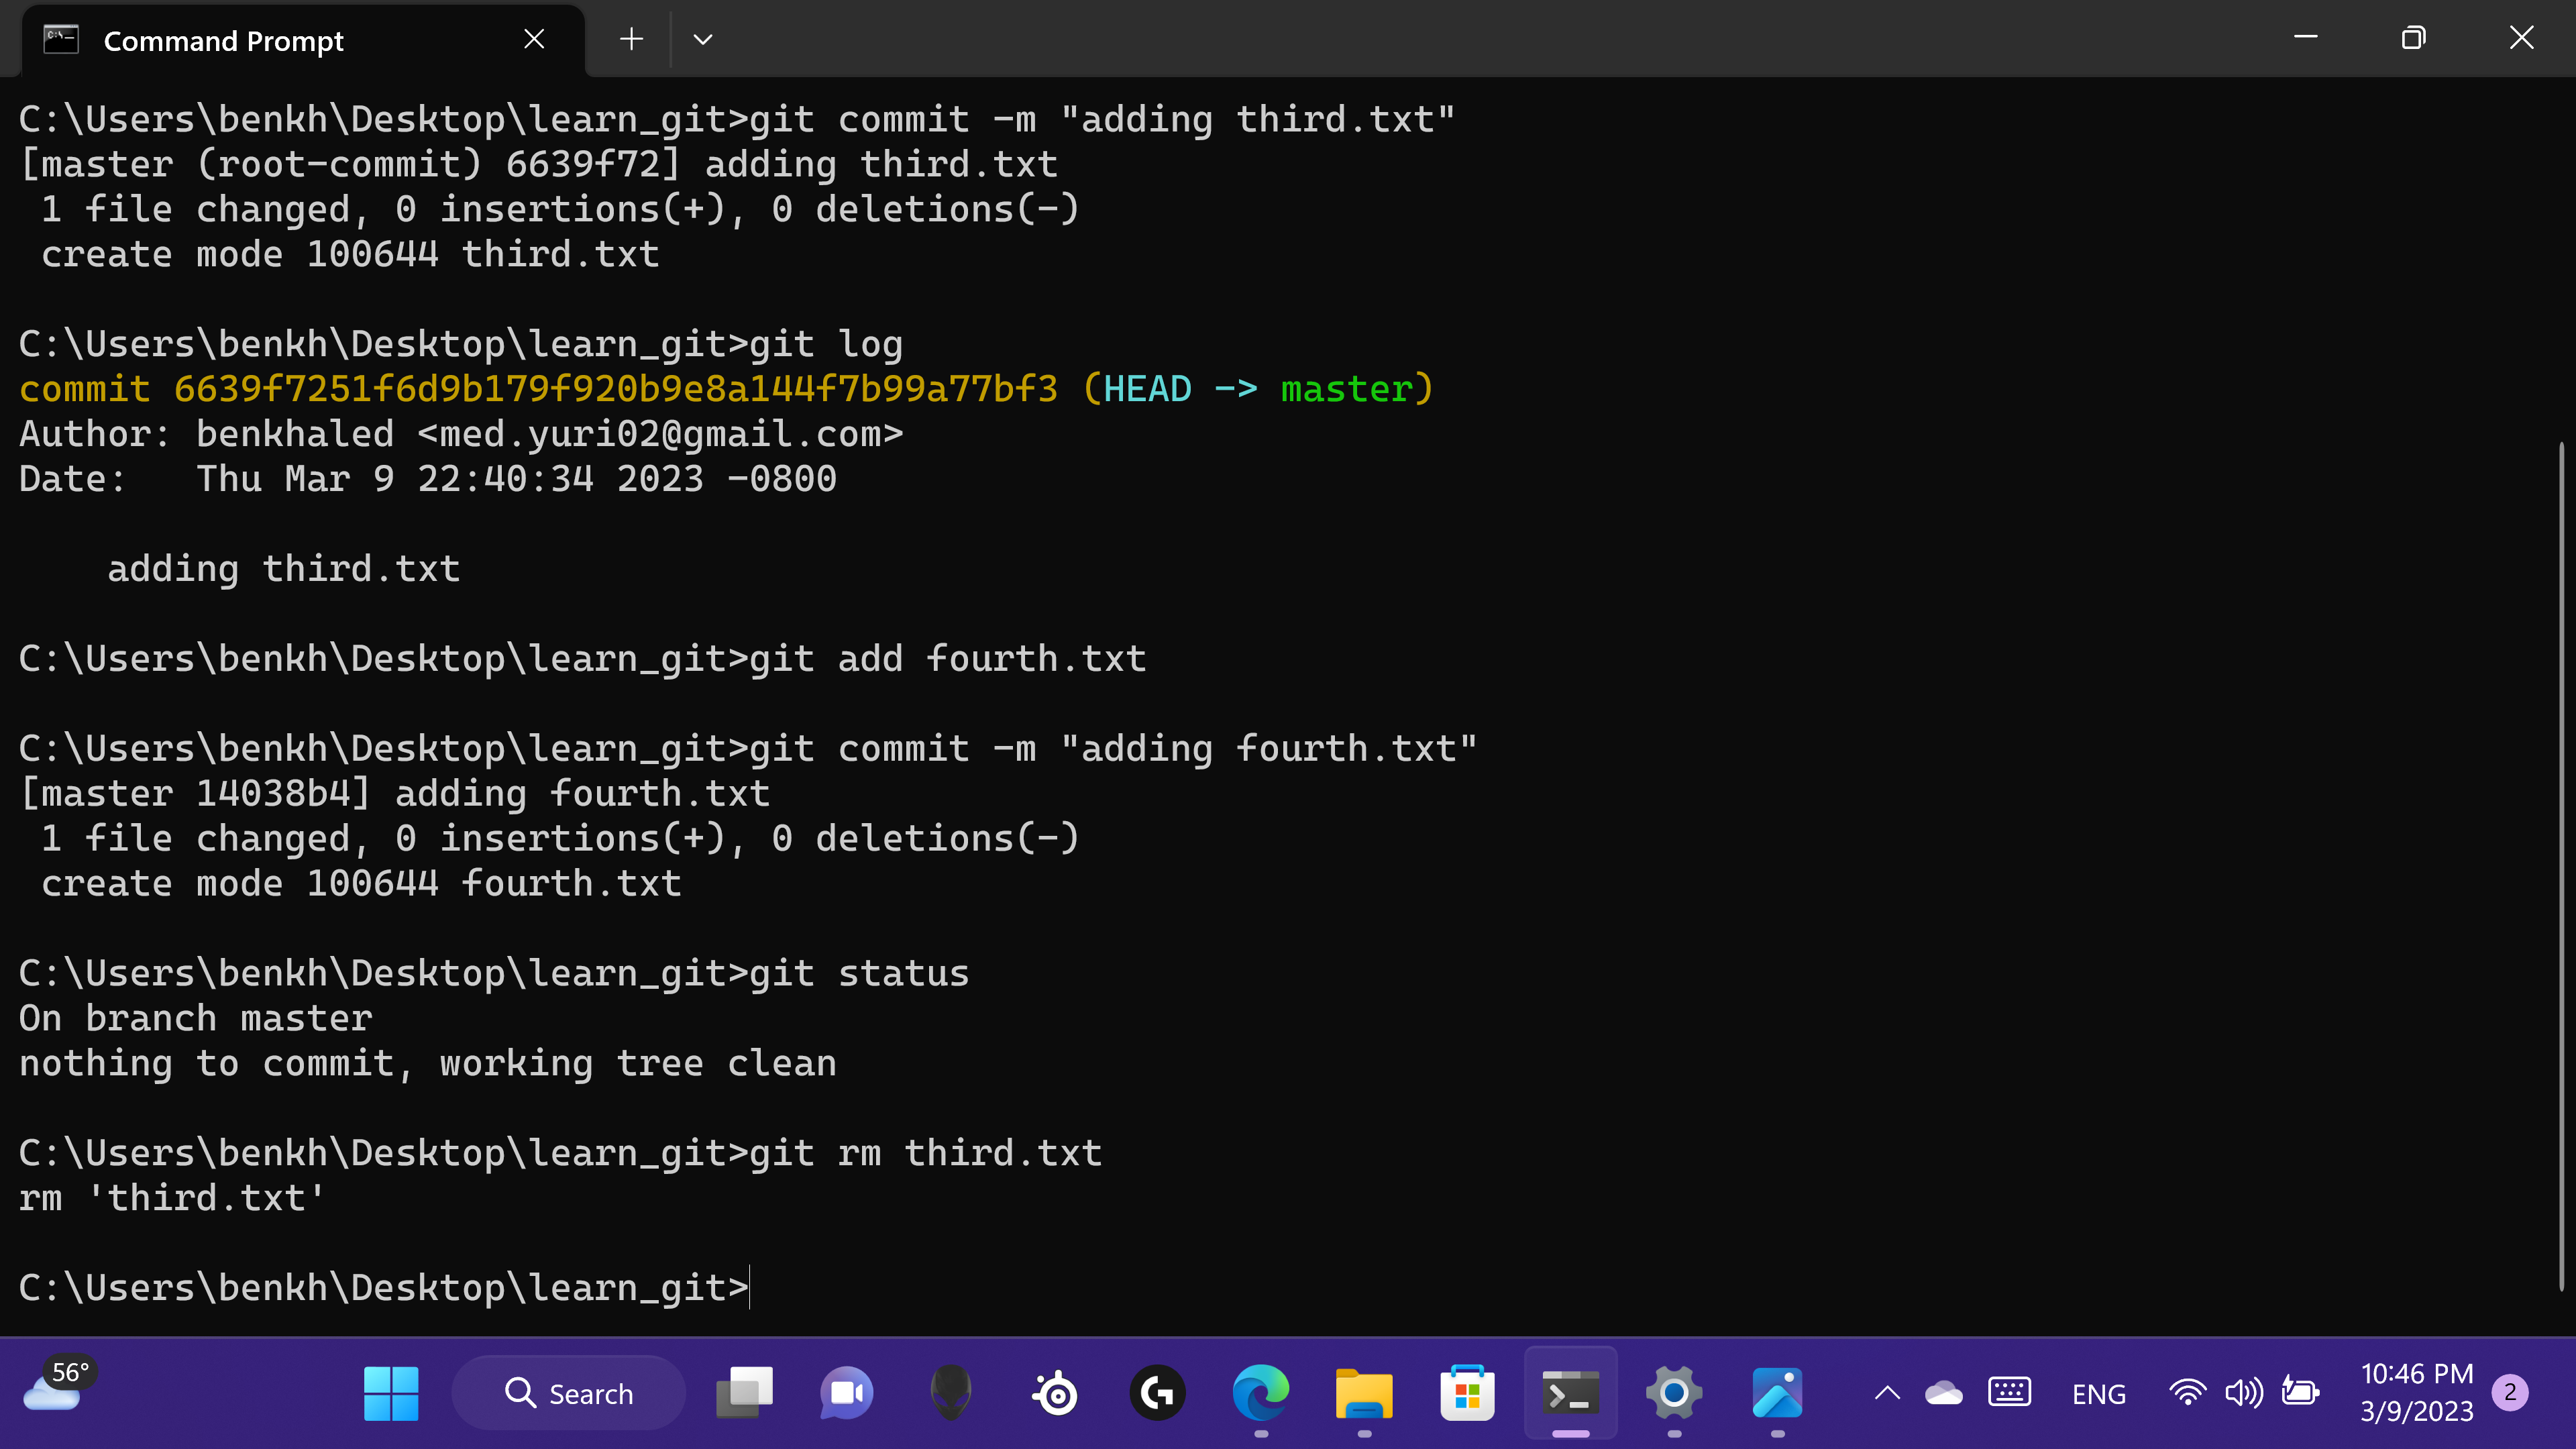 Command Prompt
C:\Users\benkh\Desktop\learn_git>git commit -m "adding third.txt"
[master (root-commit) 6639f72] adding third.txt
 1 file changed, 0 insertions(+), 0 deletions(-)
 create mode 100644 third.txt
C:\Users\benkh\Desktop\learn_git>git log
commit 6639f7251f6d9b179f920b9e8a144f7b99a77bf3 (HEAD -> master)
Author: benkhaled <med.yuri02@gmail.com>
Date:   Thu Mar 9 22:40:34 2023 -0800
    adding third.txt
C:\Users\benkh\Desktop\learn_git>git add fourth.txt
C:\Users\benkh\Desktop\learn_git>git commit -m "adding fourth.txt"
[master 14038b4] adding fourth.txt
 1 file changed, 0 insertions(+), 0 deletions(-)
 create mode 100644 fourth.txt
C:\Users\benkh\Desktop\learn_git>git status
On branch master
nothing to commit, working tree clean
C:\Users\benkh\Desktop\learn_git>git rm third.txt
rm 'third.txt'
C:\Users\benkh\Desktop\learn_git>
56°
Search
ENG
10:46 PM
3/9/2023
2